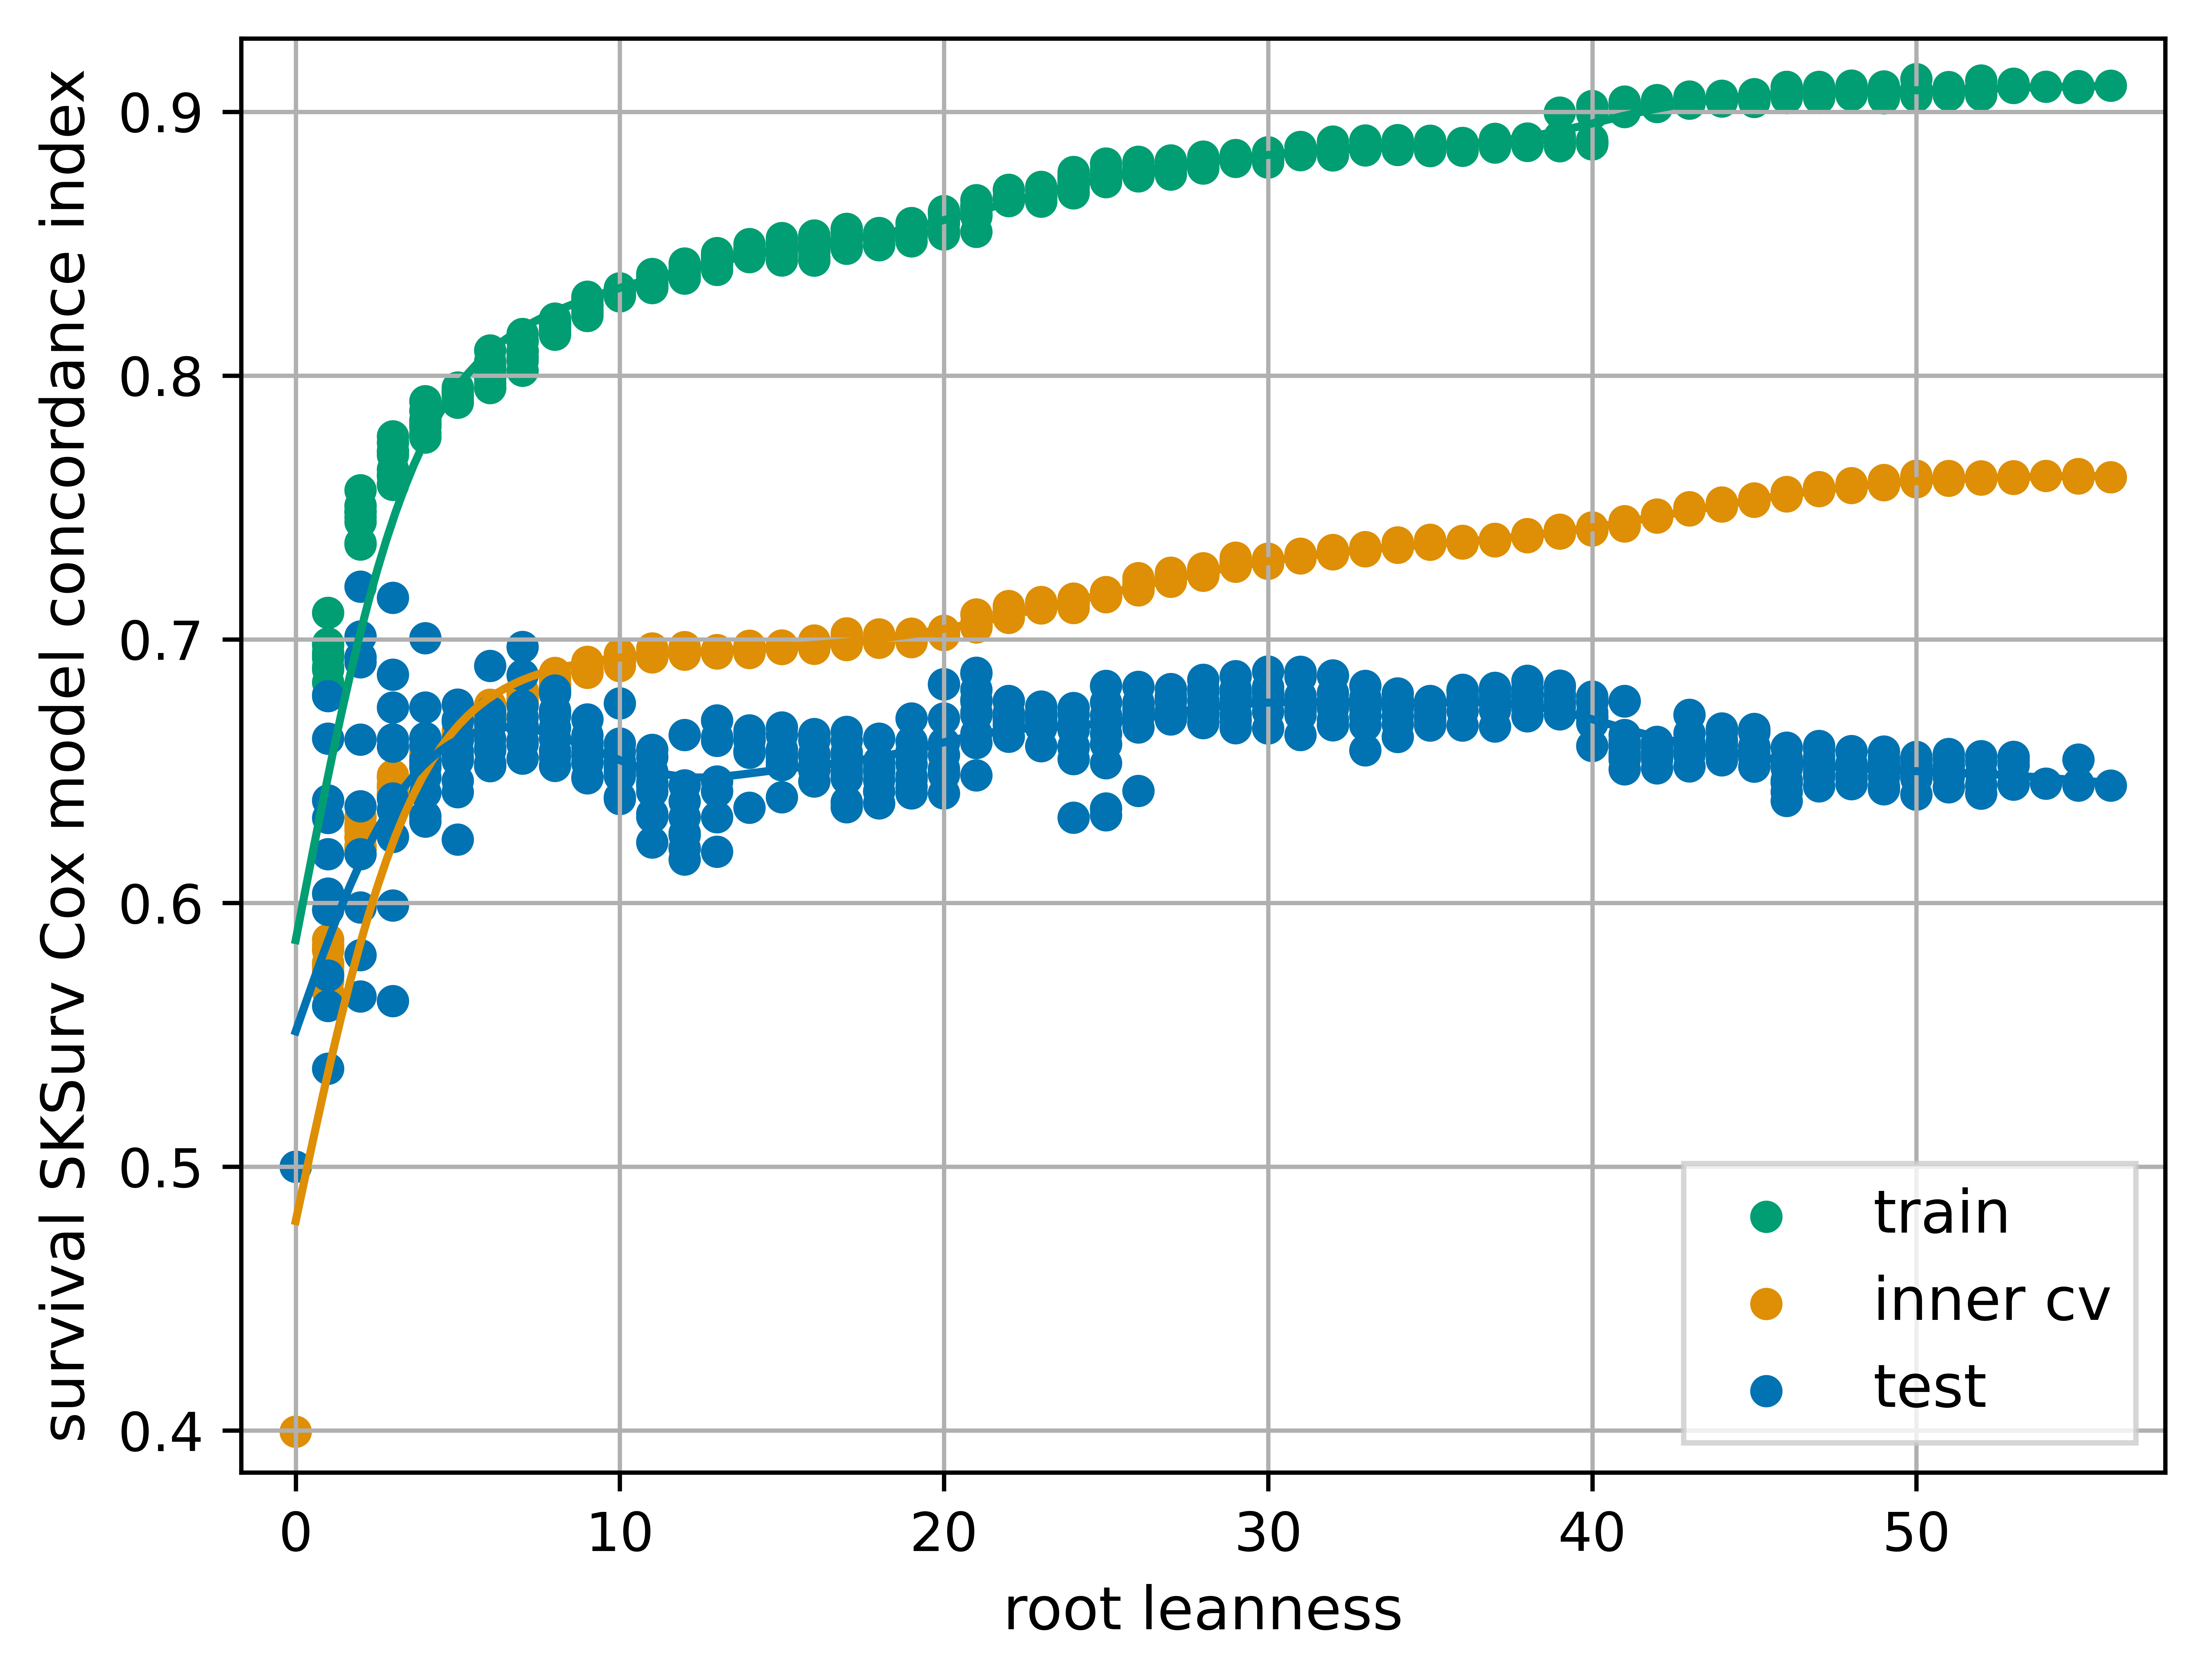 survival SKSurv Cox model concordance index
0.9
0.8
0.7
0.6
0.5
0.4
train
inner cv
test
0 10 20 30 40 50
root leanness